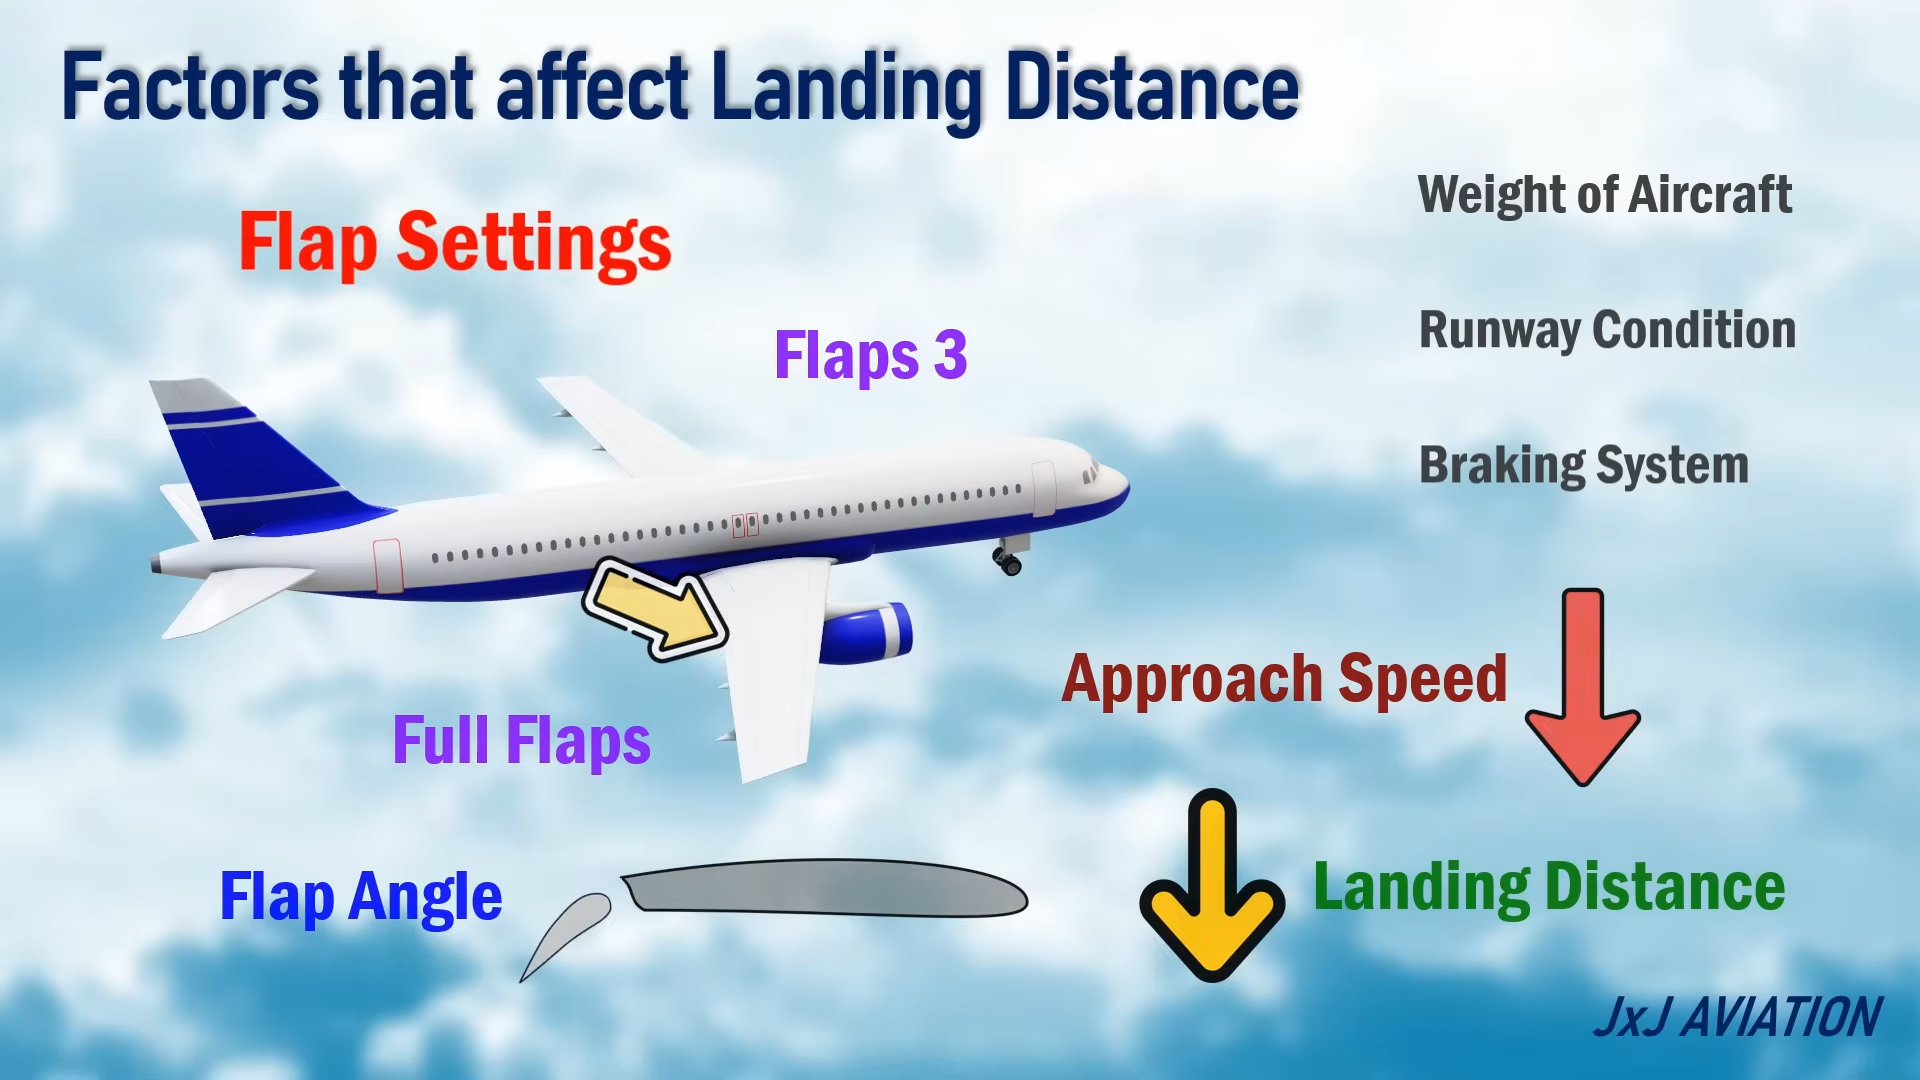 Factors that affect Landing Distance
Flap Settings
Weight of Aircraft
Flaps 3
Runway Condition
Braking System
Approach Speed
Full Flaps
Flap Angle
Landing Distance
JxJ AVIATION